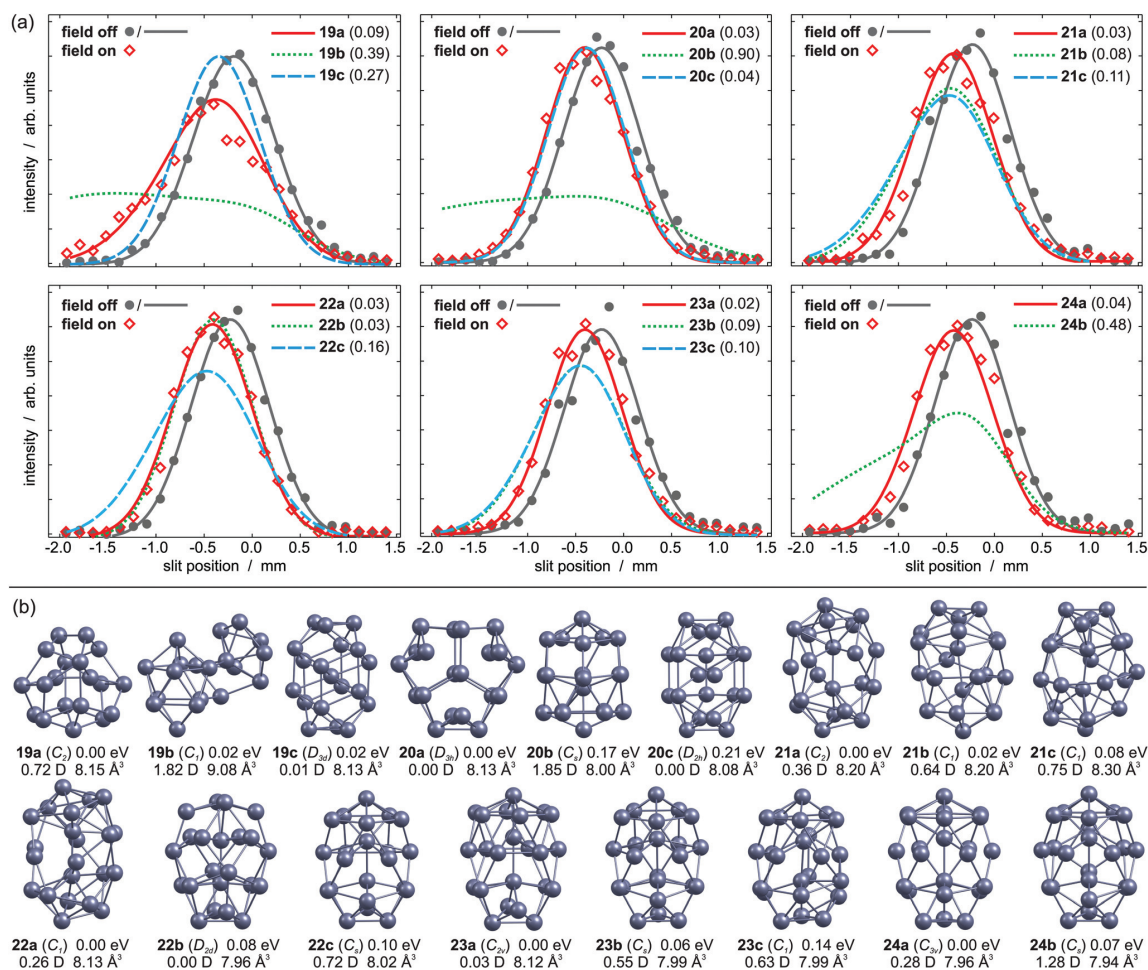 (a)
field off ● / —
field on ◇
19a (0.09)
19b (0.39)
19c (0.27)
field off ● / —
field on ◇
20a (0.03)
20b (0.90)
20c (0.04)
field off ● / —
field on ◇
21a (0.03)
21b (0.08)
21c (0.11)
intensity / arb. units
field off ● / —
field on ◇
22a (0.03)
22b (0.03)
22c (0.16)
field off ● / —
field on ◇
23a (0.02)
23b (0.09)
23c (0.10)
field off ● / —
field on ◇
24a (0.04)
24b (0.48)
intensity / arb. units
-2.0 -1.5 -1.0 -0.5 0.0 0.5 1.0 1.5
-2.0 -1.5 -1.0 -0.5 0.0 0.5 1.0 1.5
-2.0 -1.5 -1.0 -0.5 0.0 0.5 1.0 1.5
slit position / mm
slit position / mm
slit position / mm
(b)
19a (C2) 0.00 eV
0.72 D 8.15 Å³
19b (C1) 0.02 eV
1.82 D 9.08 Å³
19c (D3d) 0.02 eV
0.01 D 8.13 Å³
20a (D3h) 0.00 eV
0.00 D 8.13 Å³
20b (Cs) 0.17 eV
1.85 D 8.00 Å³
20c (D2h) 0.21 eV
0.00 D 8.08 Å³
21a (C2) 0.00 eV
0.36 D 8.20 Å³
21b (C1) 0.02 eV
0.64 D 8.20 Å³
21c (C1) 0.08 eV
0.75 D 8.30 Å³
22a (C1) 0.00 eV
0.26 D 8.13 Å³
22b (D2d) 0.08 eV
0.00 D 7.96 Å³
22c (Cs) 0.10 eV
0.72 D 8.02 Å³
23a (C2v) 0.00 eV
0.03 D 8.12 Å³
23b (Cs) 0.06 eV
0.55 D 7.99 Å³
23c (C1) 0.14 eV
0.63 D 7.99 Å³
24a (C3v) 0.00 eV
0.28 D 7.96 Å³
24b (Cs) 0.07 eV
1.28 D 7.94 Å³